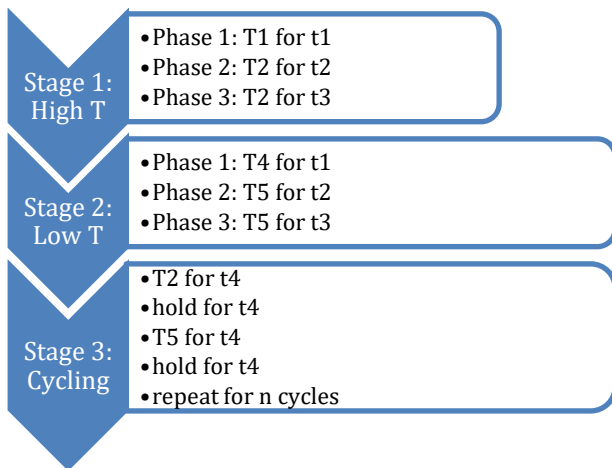 Stage 1:
High T
•Phase 1: T1 for t1
•Phase 2: T2 for t2
•Phase 3: T2 for t3
Stage 2:
Low T
•Phase 1: T4 for t1
•Phase 2: T5 for t2
•Phase 3: T5 for t3
Stage 3:
Cycling
•T2 for t4
•hold for t4
•T5 for t4
•hold for t4
•repeat for n cycles